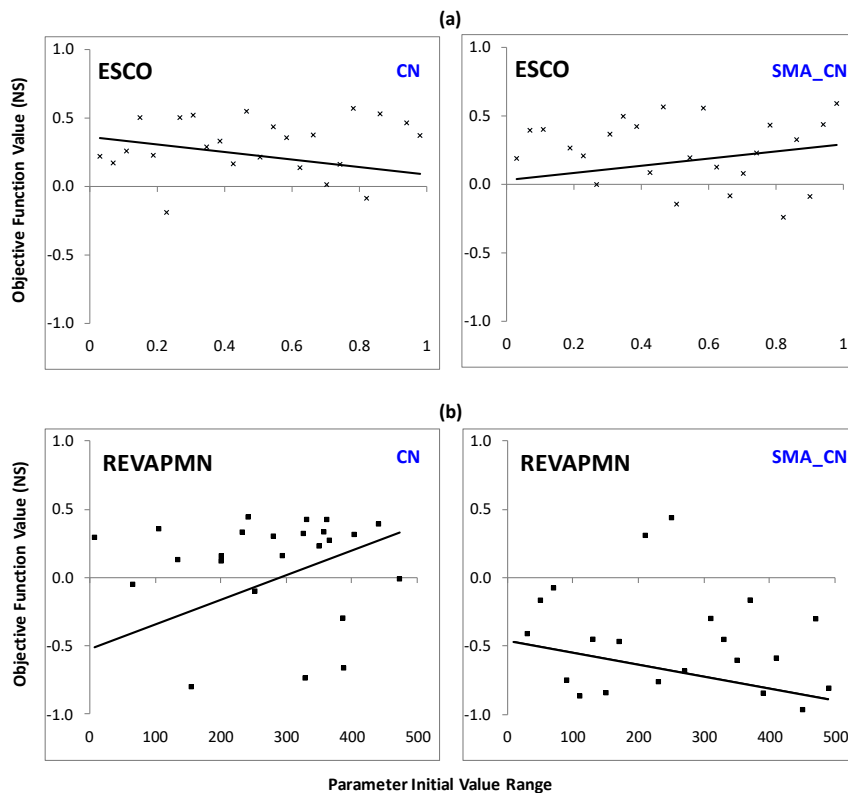 (a)
Objective Function Value (NS)
1.0
0.5
0.0
-0.5
-1.0
ESCO
CN
0 0.2 0.4 0.6 0.8 1
1.0
0.5
0.0
-0.5
-1.0
ESCO
SMA_CN
0 0.2 0.4 0.6 0.8 1
(b)
Objective Function Value (NS)
1.0
0.5
0.0
-0.5
-1.0
REVAPMN
CN
0 100 200 300 400 500
1.0
0.5
0.0
-0.5
-1.0
REVAPMN
SMA_CN
0 100 200 300 400 500
Parameter Initial Value Range